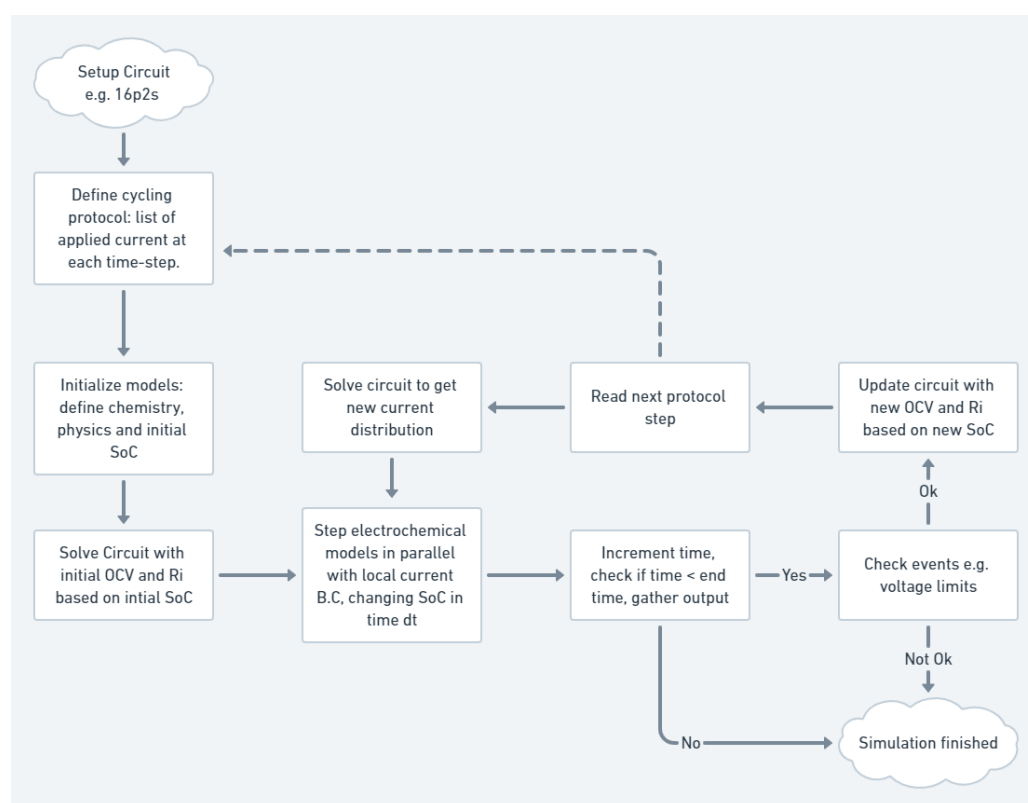 Setup Circuit
e.g. 16p2s
Define cycling
protocol: list of
applied current at
each time-step.
Initialize models:
define chemistry,
physics and initial
SoC
Solve circuit to get
new current
distribution
Read next protocol
step
Update circuit with
new OCV and Ri
based on new SoC
Ok
Solve Circuit with
initial OCV and Ri
based on intial SoC
Step electrochemical
models in parallel
with local current
B.C, changing SoC in
time dt
Increment time,
check if time < end
time, gather output
Yes
Check events e.g.
voltage limits
Not Ok
No
Simulation finished